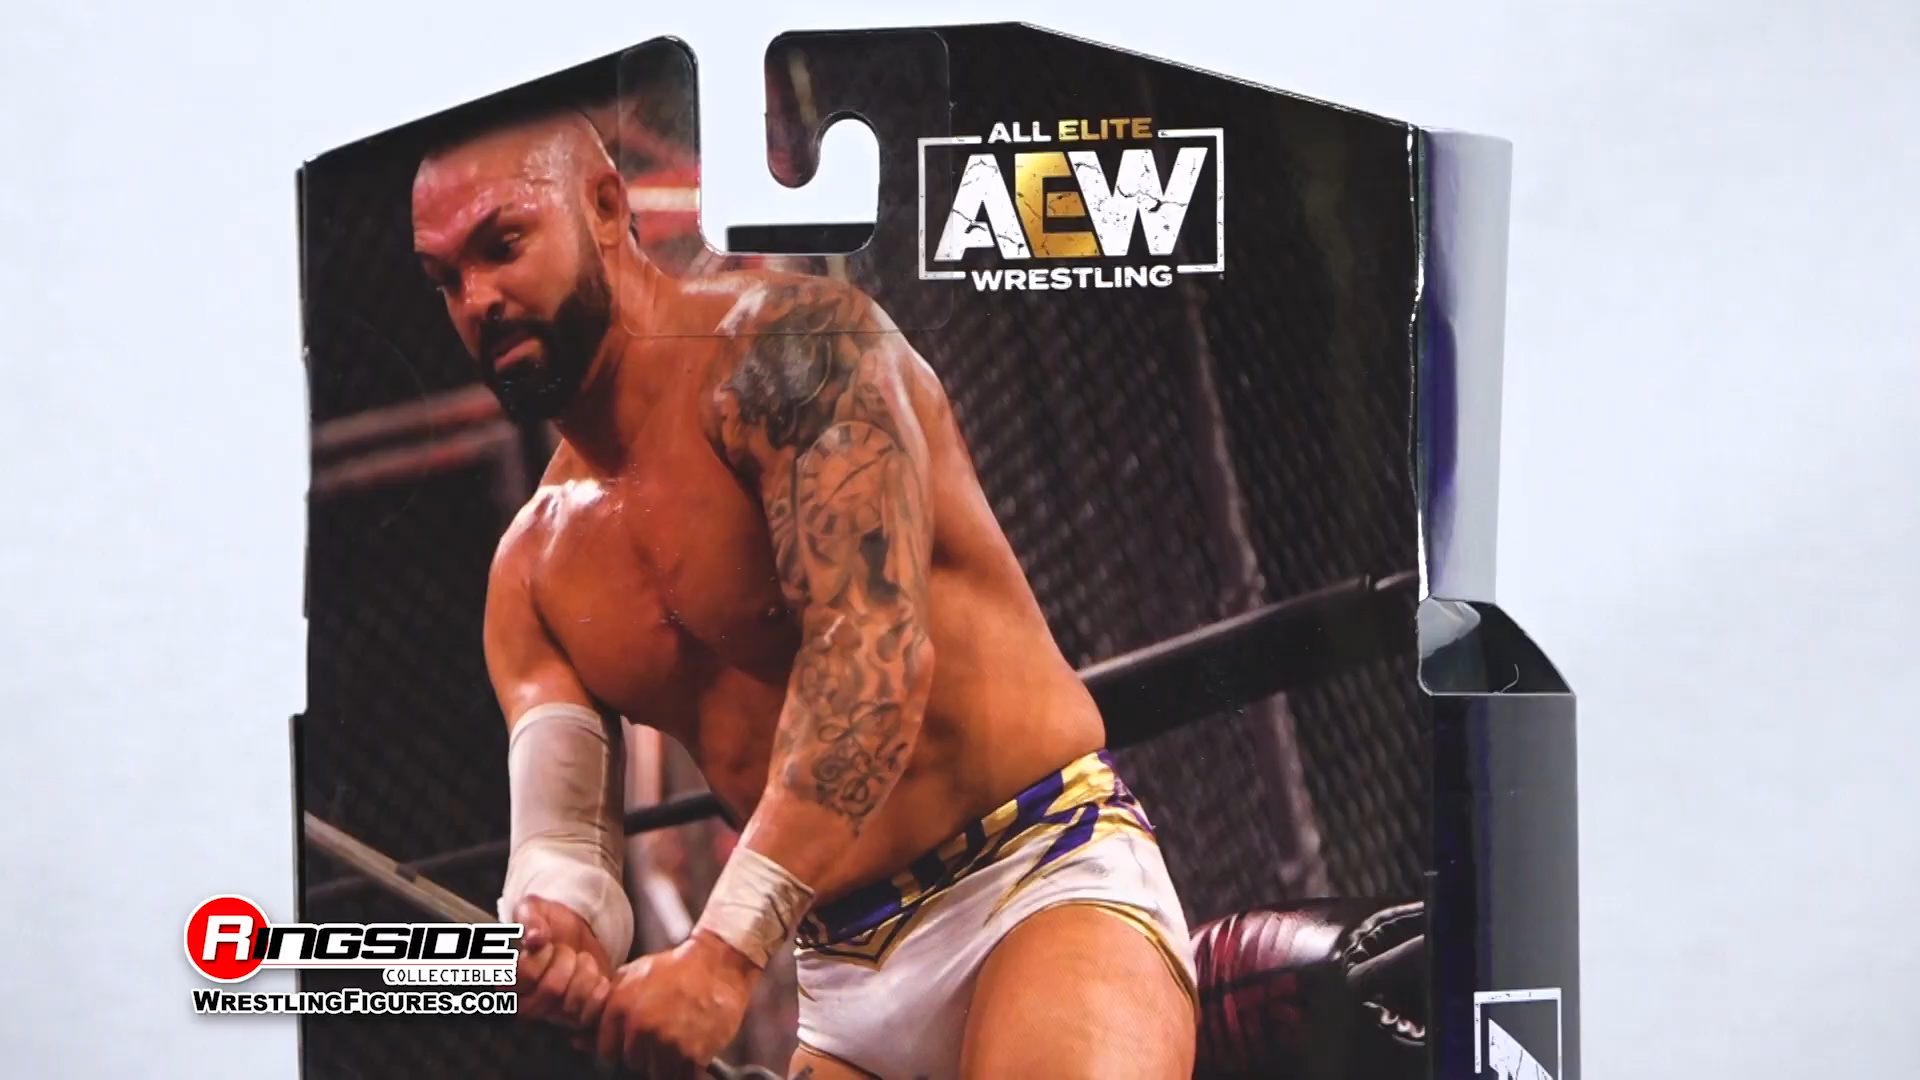 ALL ELITE
AEW
WRESTLING
RINGSIDE
COLLECTIBLES
WRESTLINGFIGURES.COM